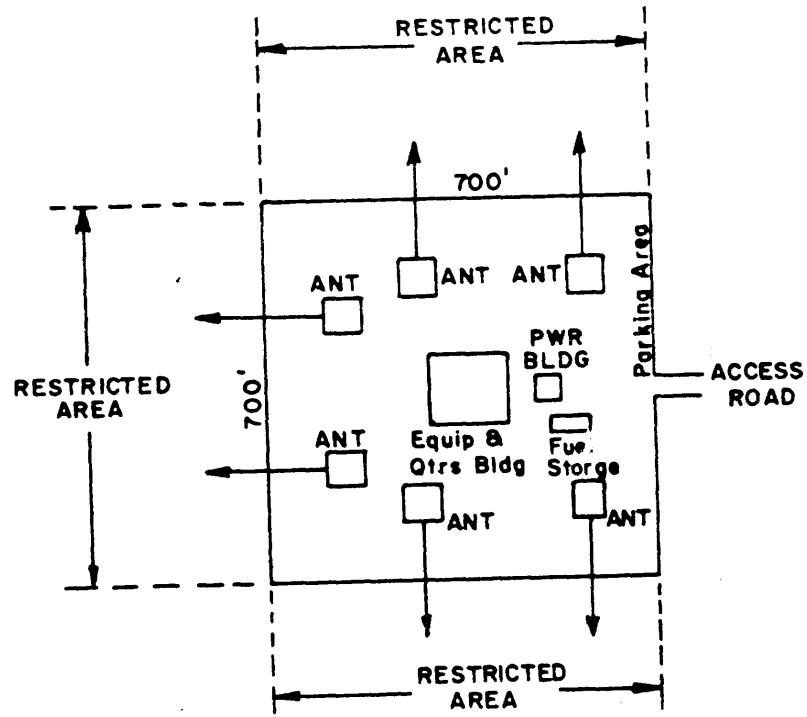 RESTRICTED
AREA
700'
ANT
ANT
ANT
Parking Area
PWR
BLDG
ACCESS
ROAD
RESTRICTED
AREA
700'
ANT
Equip &
Qtrs Bldg
Fuel
Storge
ANT
ANT
RESTRICTED
AREA